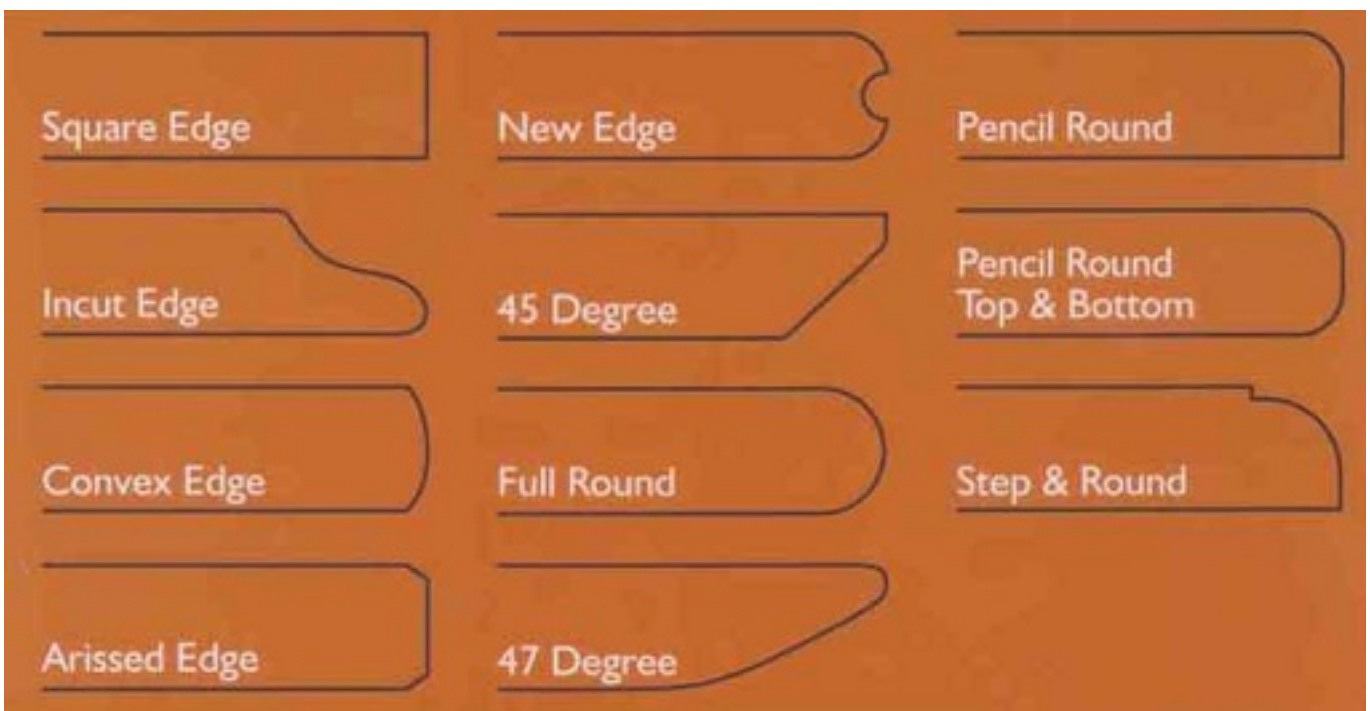 Square Edge
New Edge
Pencil Round
Incut Edge
45 Degree
Pencil Round
Top & Bottom
Convex Edge
Full Round
Step & Round
Arissed Edge
47 Degree